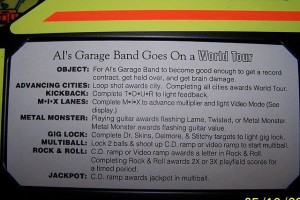 Al's Garage Band Goes On a World Tour
OBJECT: For Al's Garage Band to become good enough to get a record
contract, get held over, and get brain damage.
ADVANCING CITIES: Loop shot awards city. Completing all cities awards World Tour.
KICKBACK: Complete T•O•U•R to light feedback.
M•I•X LANES: Complete M•I•X to advance multiplier and light Video Mode (See
display.)
METAL MONSTER: Playing guitar awards flashing Lame, Twisted, or Metal Monster.
Metal Monster awards flashing guitar value.
GIG LOCK: Complete Dr. Skins, Delmore, & Stitchy targets to light gig lock.
MULTIBALL: Lock 2 balls & shoot up C.D. ramp or video ramp to start multiball.
ROCK & ROLL: C.D. ramp or Video ramp awards a letter in Rock & Roll.
Completing Rock & Roll awards 2X or 3X playfield scores for
a timed period.
JACKPOT: C.D. ramp awards jackpot in multiball.